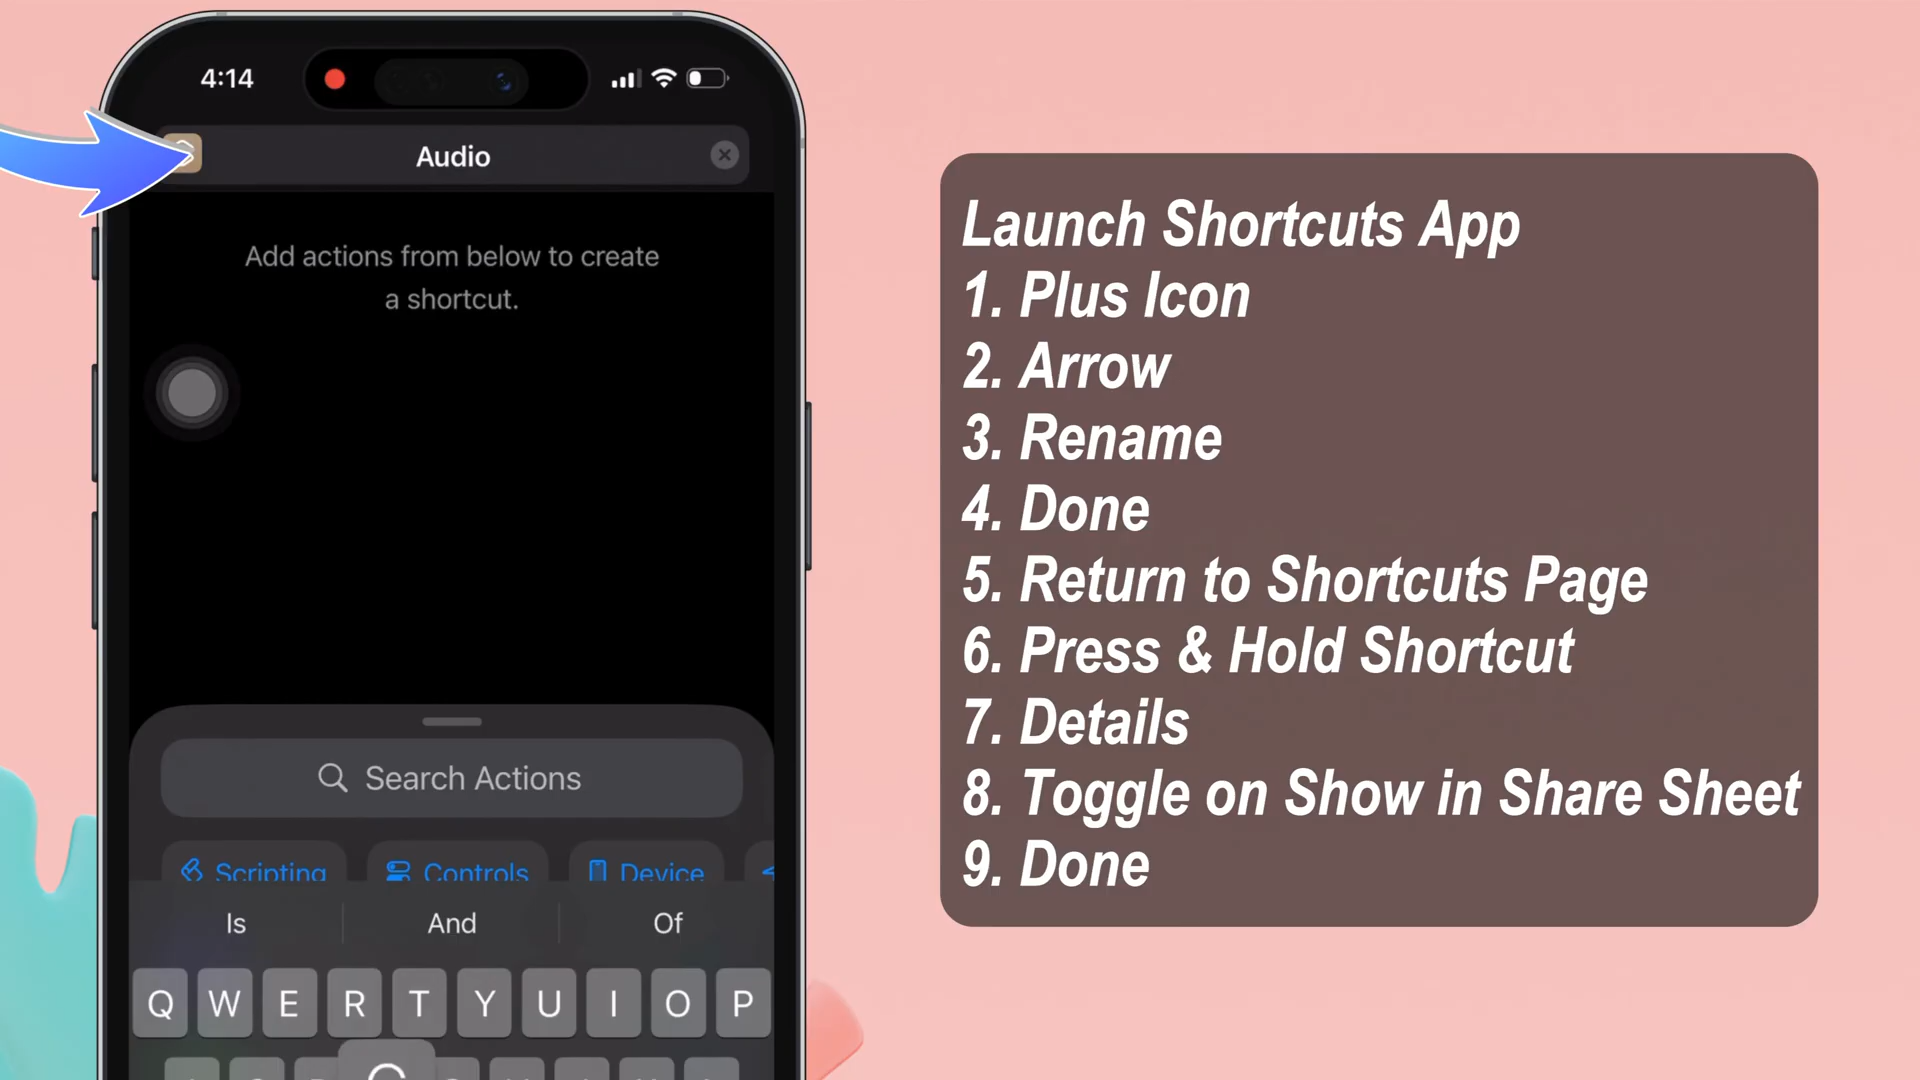 4:14
Audio
Add actions from below to create
a shortcut.
Search Actions
Scripting
Controls
Device
Is
And
Of
Q W E R T Y U I O P
Launch Shortcuts App
1. Plus Icon
2. Arrow
3. Rename
4. Done
5. Return to Shortcuts Page
6. Press & Hold Shortcut
7. Details
8. Toggle on Show in Share Sheet
9. Done